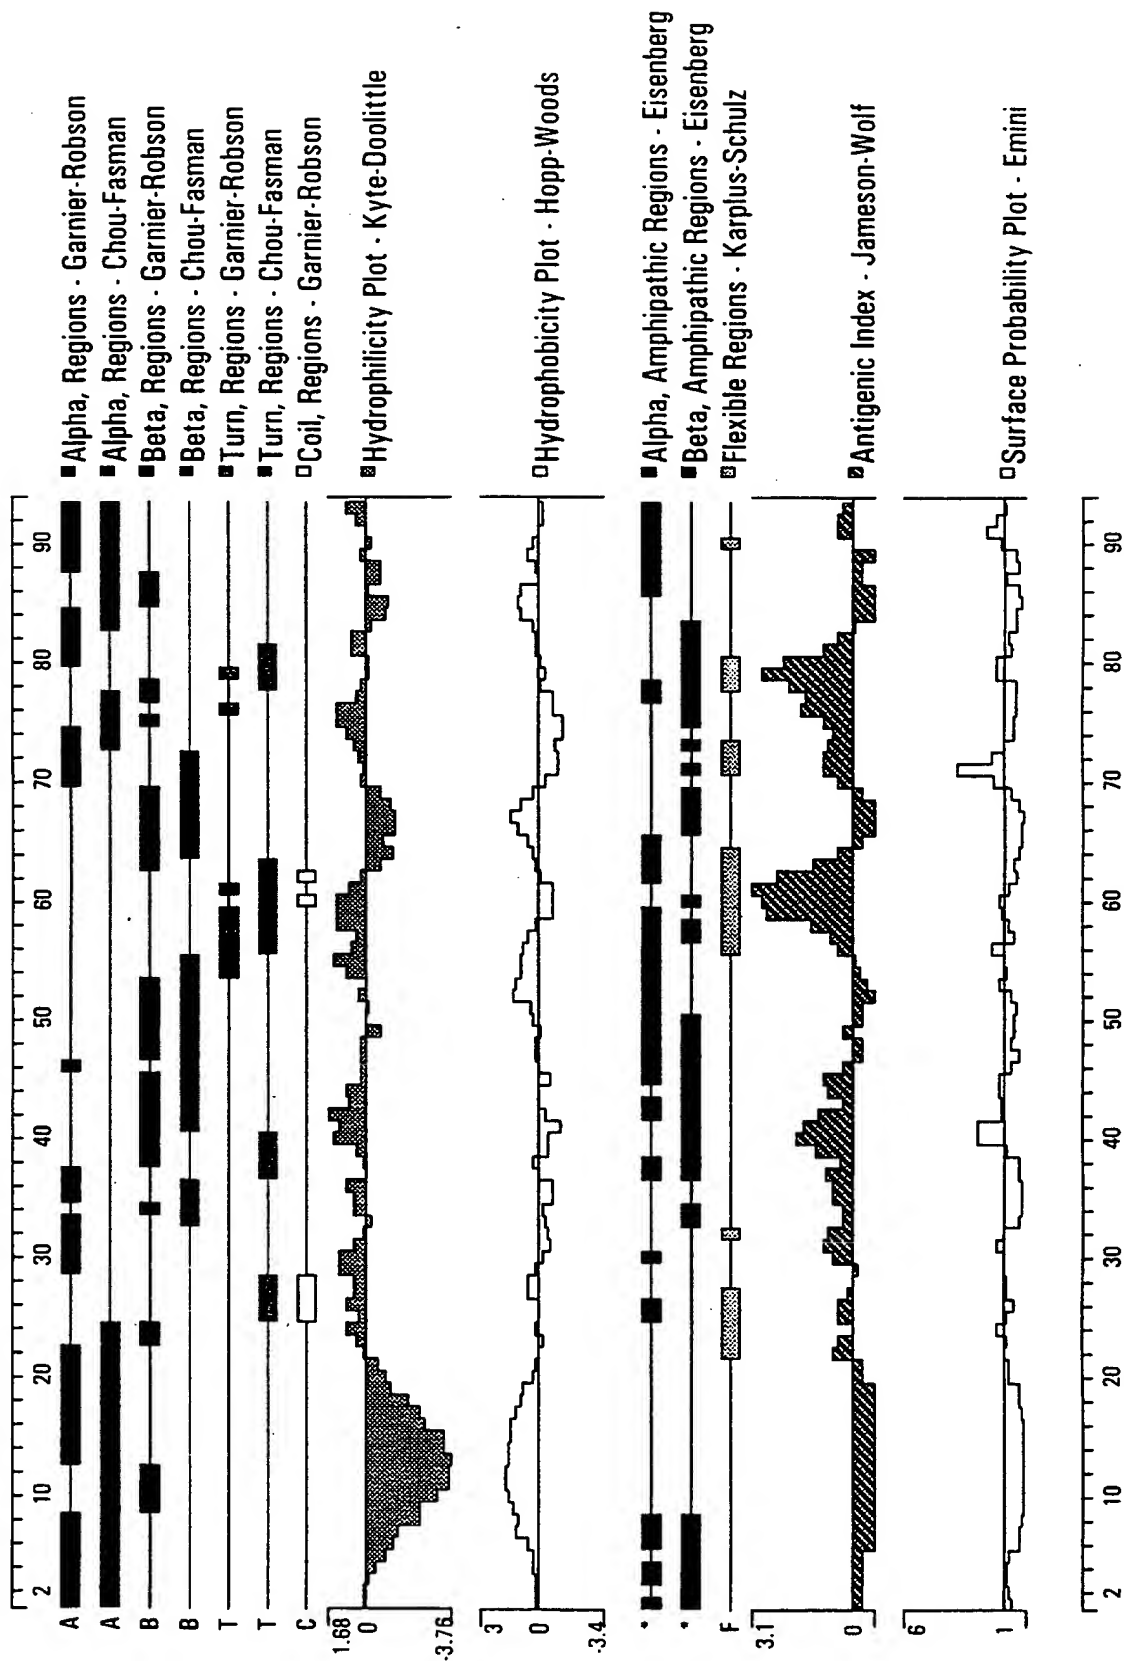 2 10 20 30 40 50 60 70 80 90
A Alpha, Regions - Garnier-Robson
A Alpha, Regions - Chou-Fasman
B Beta, Regions - Garnier-Robson
B Beta, Regions - Chou-Fasman
T Turn, Regions - Garnier-Robson
T Turn, Regions - Chou-Fasman
C Coil, Regions - Garnier-Robson
1.68
0 Hydrophilicity Plot - Kyte-Doolittle
-3.76
3
0 Hydrophobicity Plot - Hopp-Woods
-3.4
* Alpha, Amphipathic Regions - Eisenberg
* Beta, Amphipathic Regions - Eisenberg
F Flexible Regions - Karplus-Schulz
3.1
0 Antigenic Index - Jameson-Wolf
6
1 Surface Probability Plot - Emini
2 10 20 30 40 50 60 70 80 90